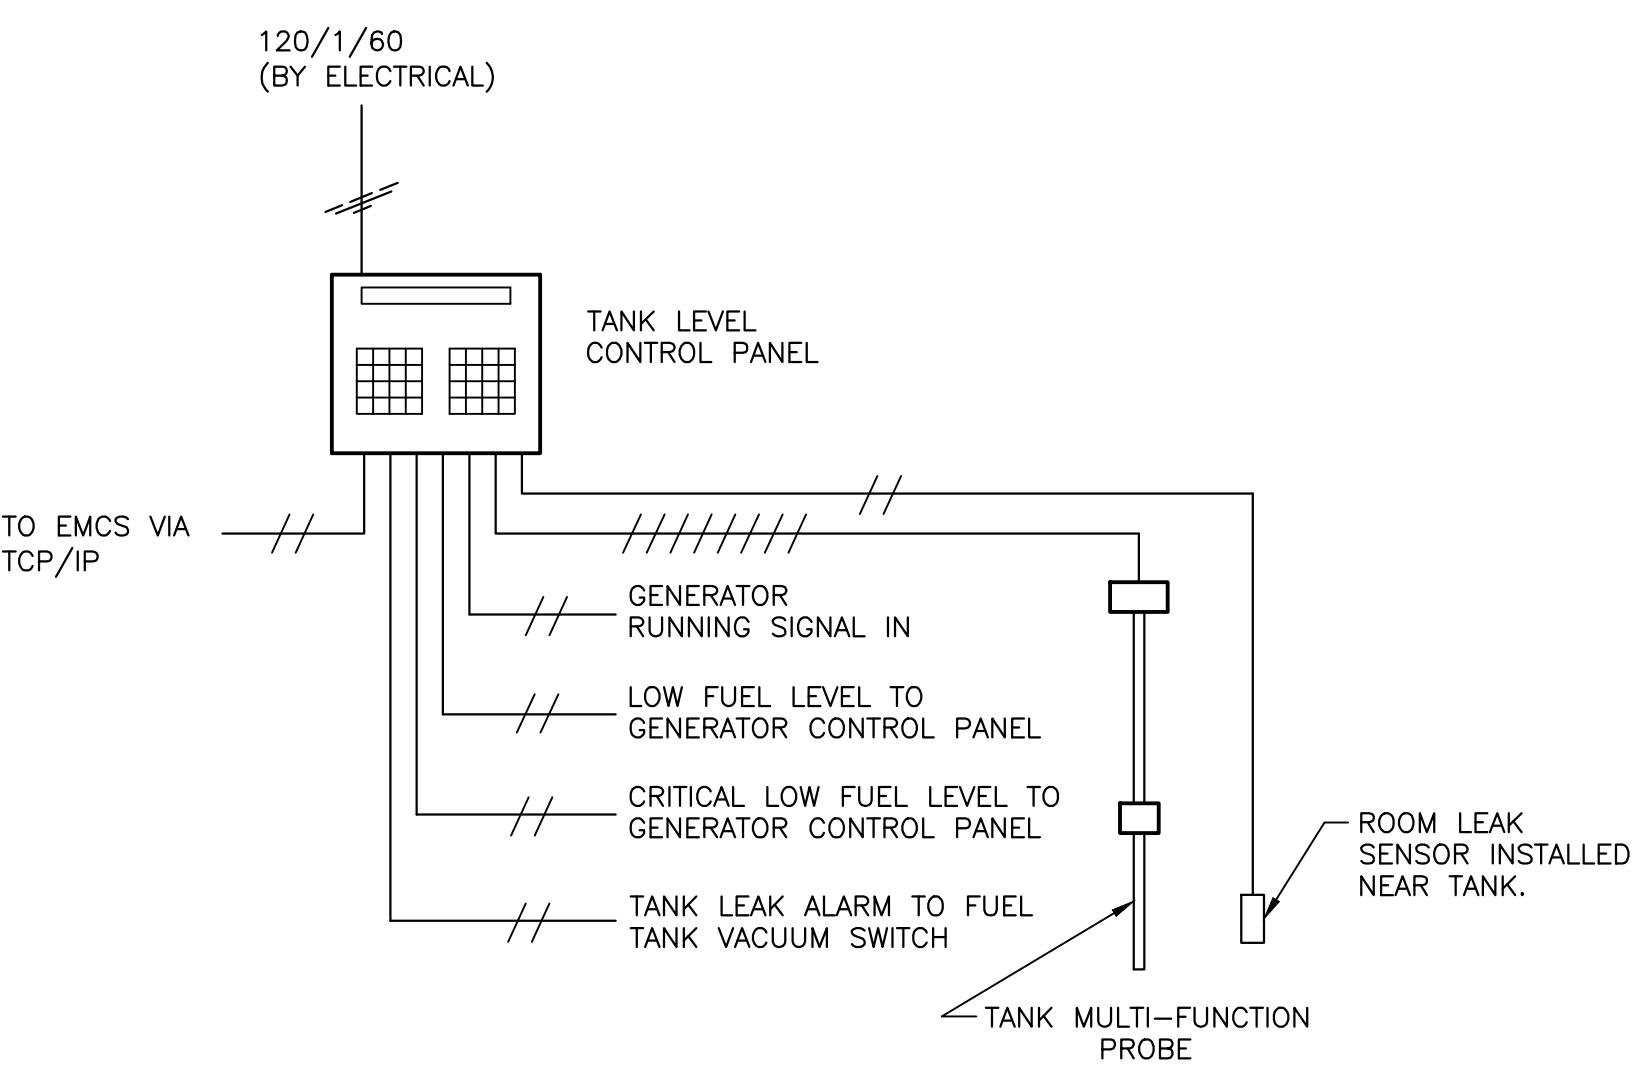 120/1/60
(BY ELECTRICAL)
TANK LEVEL
CONTROL PANEL
TO EMCS VIA
TCP/IP
GENERATOR
RUNNING SIGNAL IN
LOW FUEL LEVEL TO
GENERATOR CONTROL PANEL
CRITICAL LOW FUEL LEVEL TO
GENERATOR CONTROL PANEL
ROOM LEAK
SENSOR INSTALLED
NEAR TANK.
TANK LEAK ALARM TO FUEL
TANK VACUUM SWITCH
TANK MULTI-FUNCTION
PROBE